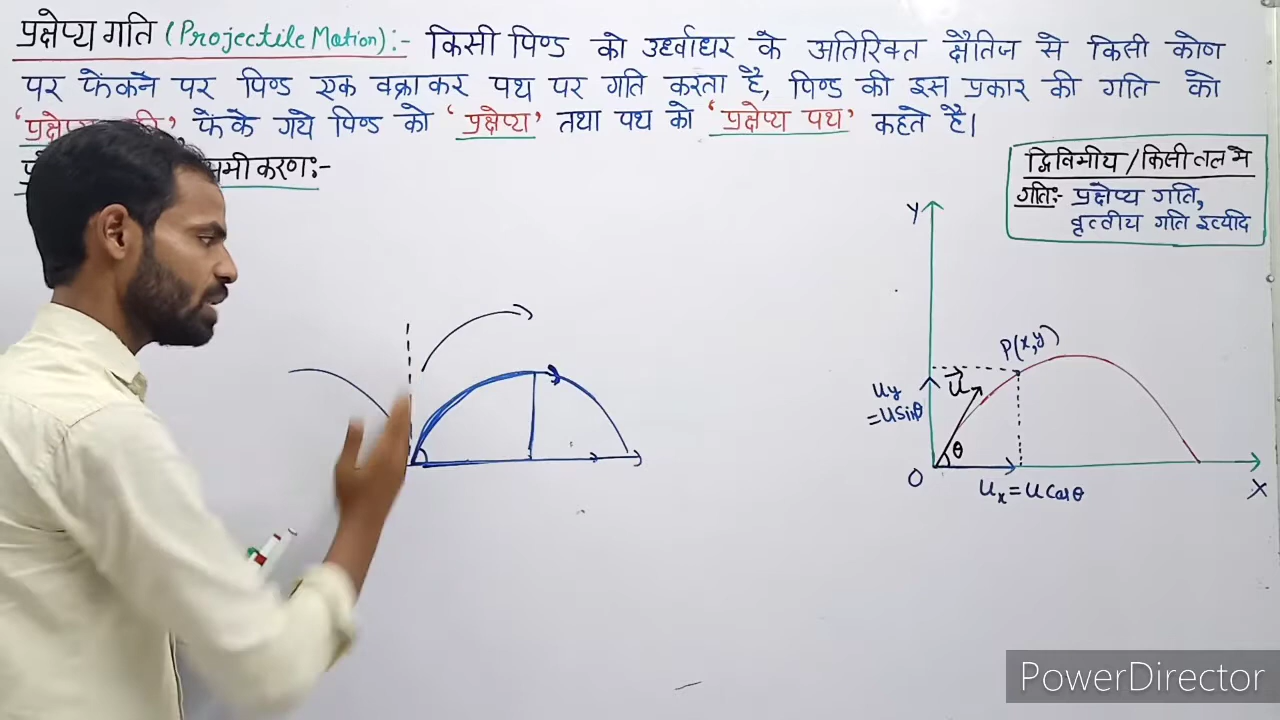 प्रक्षेप्य गति (Projectile Motion):- किसी पिण्ड को उर्ध्वाधर के अतिरिक्त क्षैतिज से किसी कोण
पर फेंकने पर पिण्ड एक वक्राकर पथ पर गति करता है, पिण्ड की इस प्रकार की गति को
फेंके गये पिण्ड को 'प्रक्षेप्य' तथा पथ को 'प्रक्षेप्य पथ' कहते है।
समीकरण:-
द्विविमीय/किसी तल मे
गति:- प्रक्षेप्य गति,
वृत्तीय गति इत्यदि
Y
P(x,y)
u
uy
=usinθ
θ
O
ux=ucosθ
X
PowerDirector